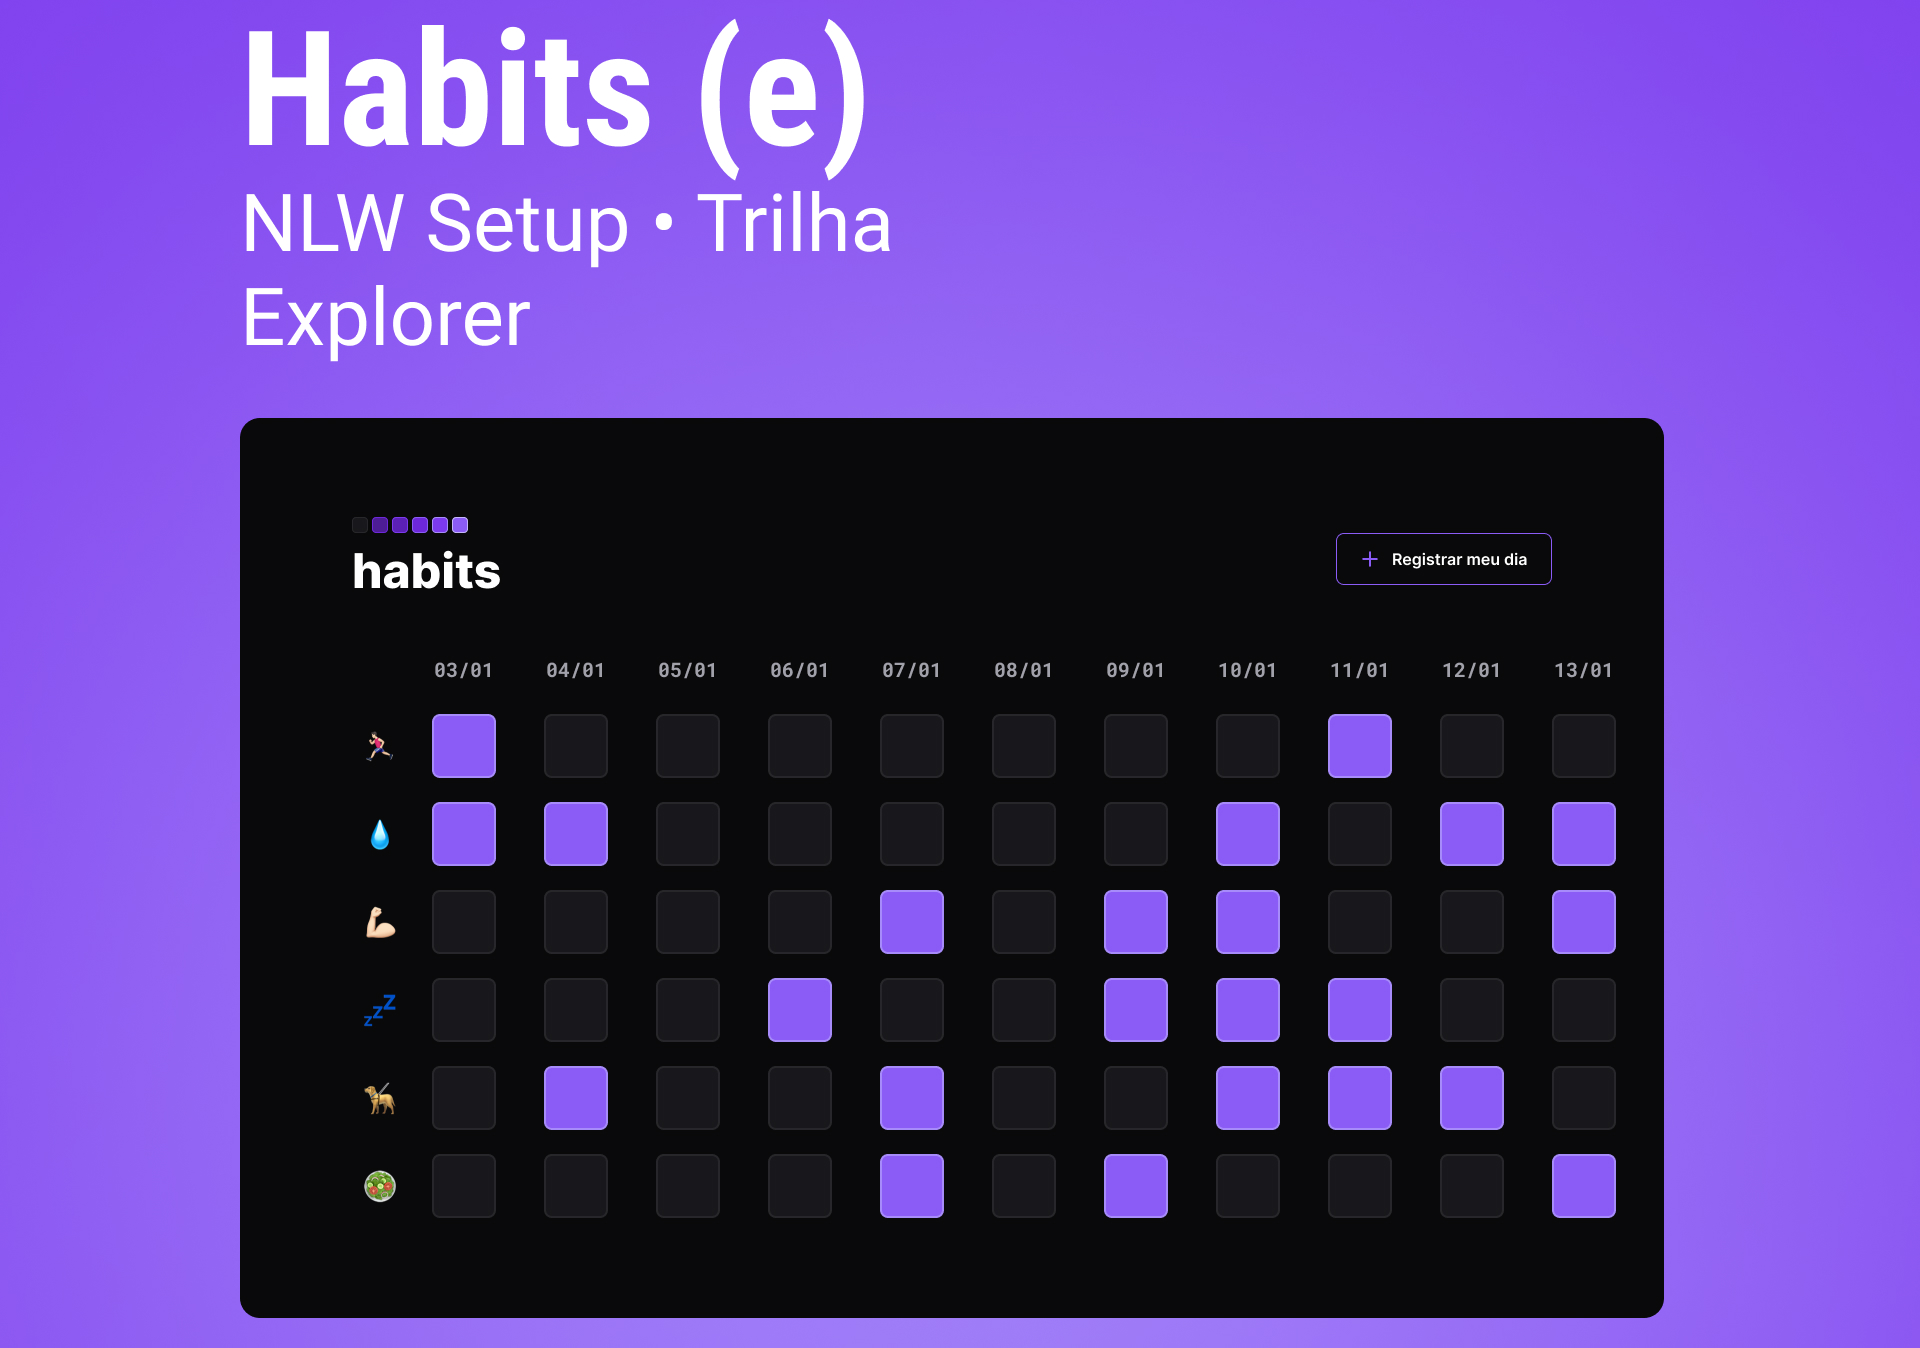 Habits (e)
NLW Setup • Trilha
Explorer
habits
Registrar meu dia
03/01 04/01 05/01 06/01 07/01 08/01 09/01 10/01 11/01 12/01 13/01